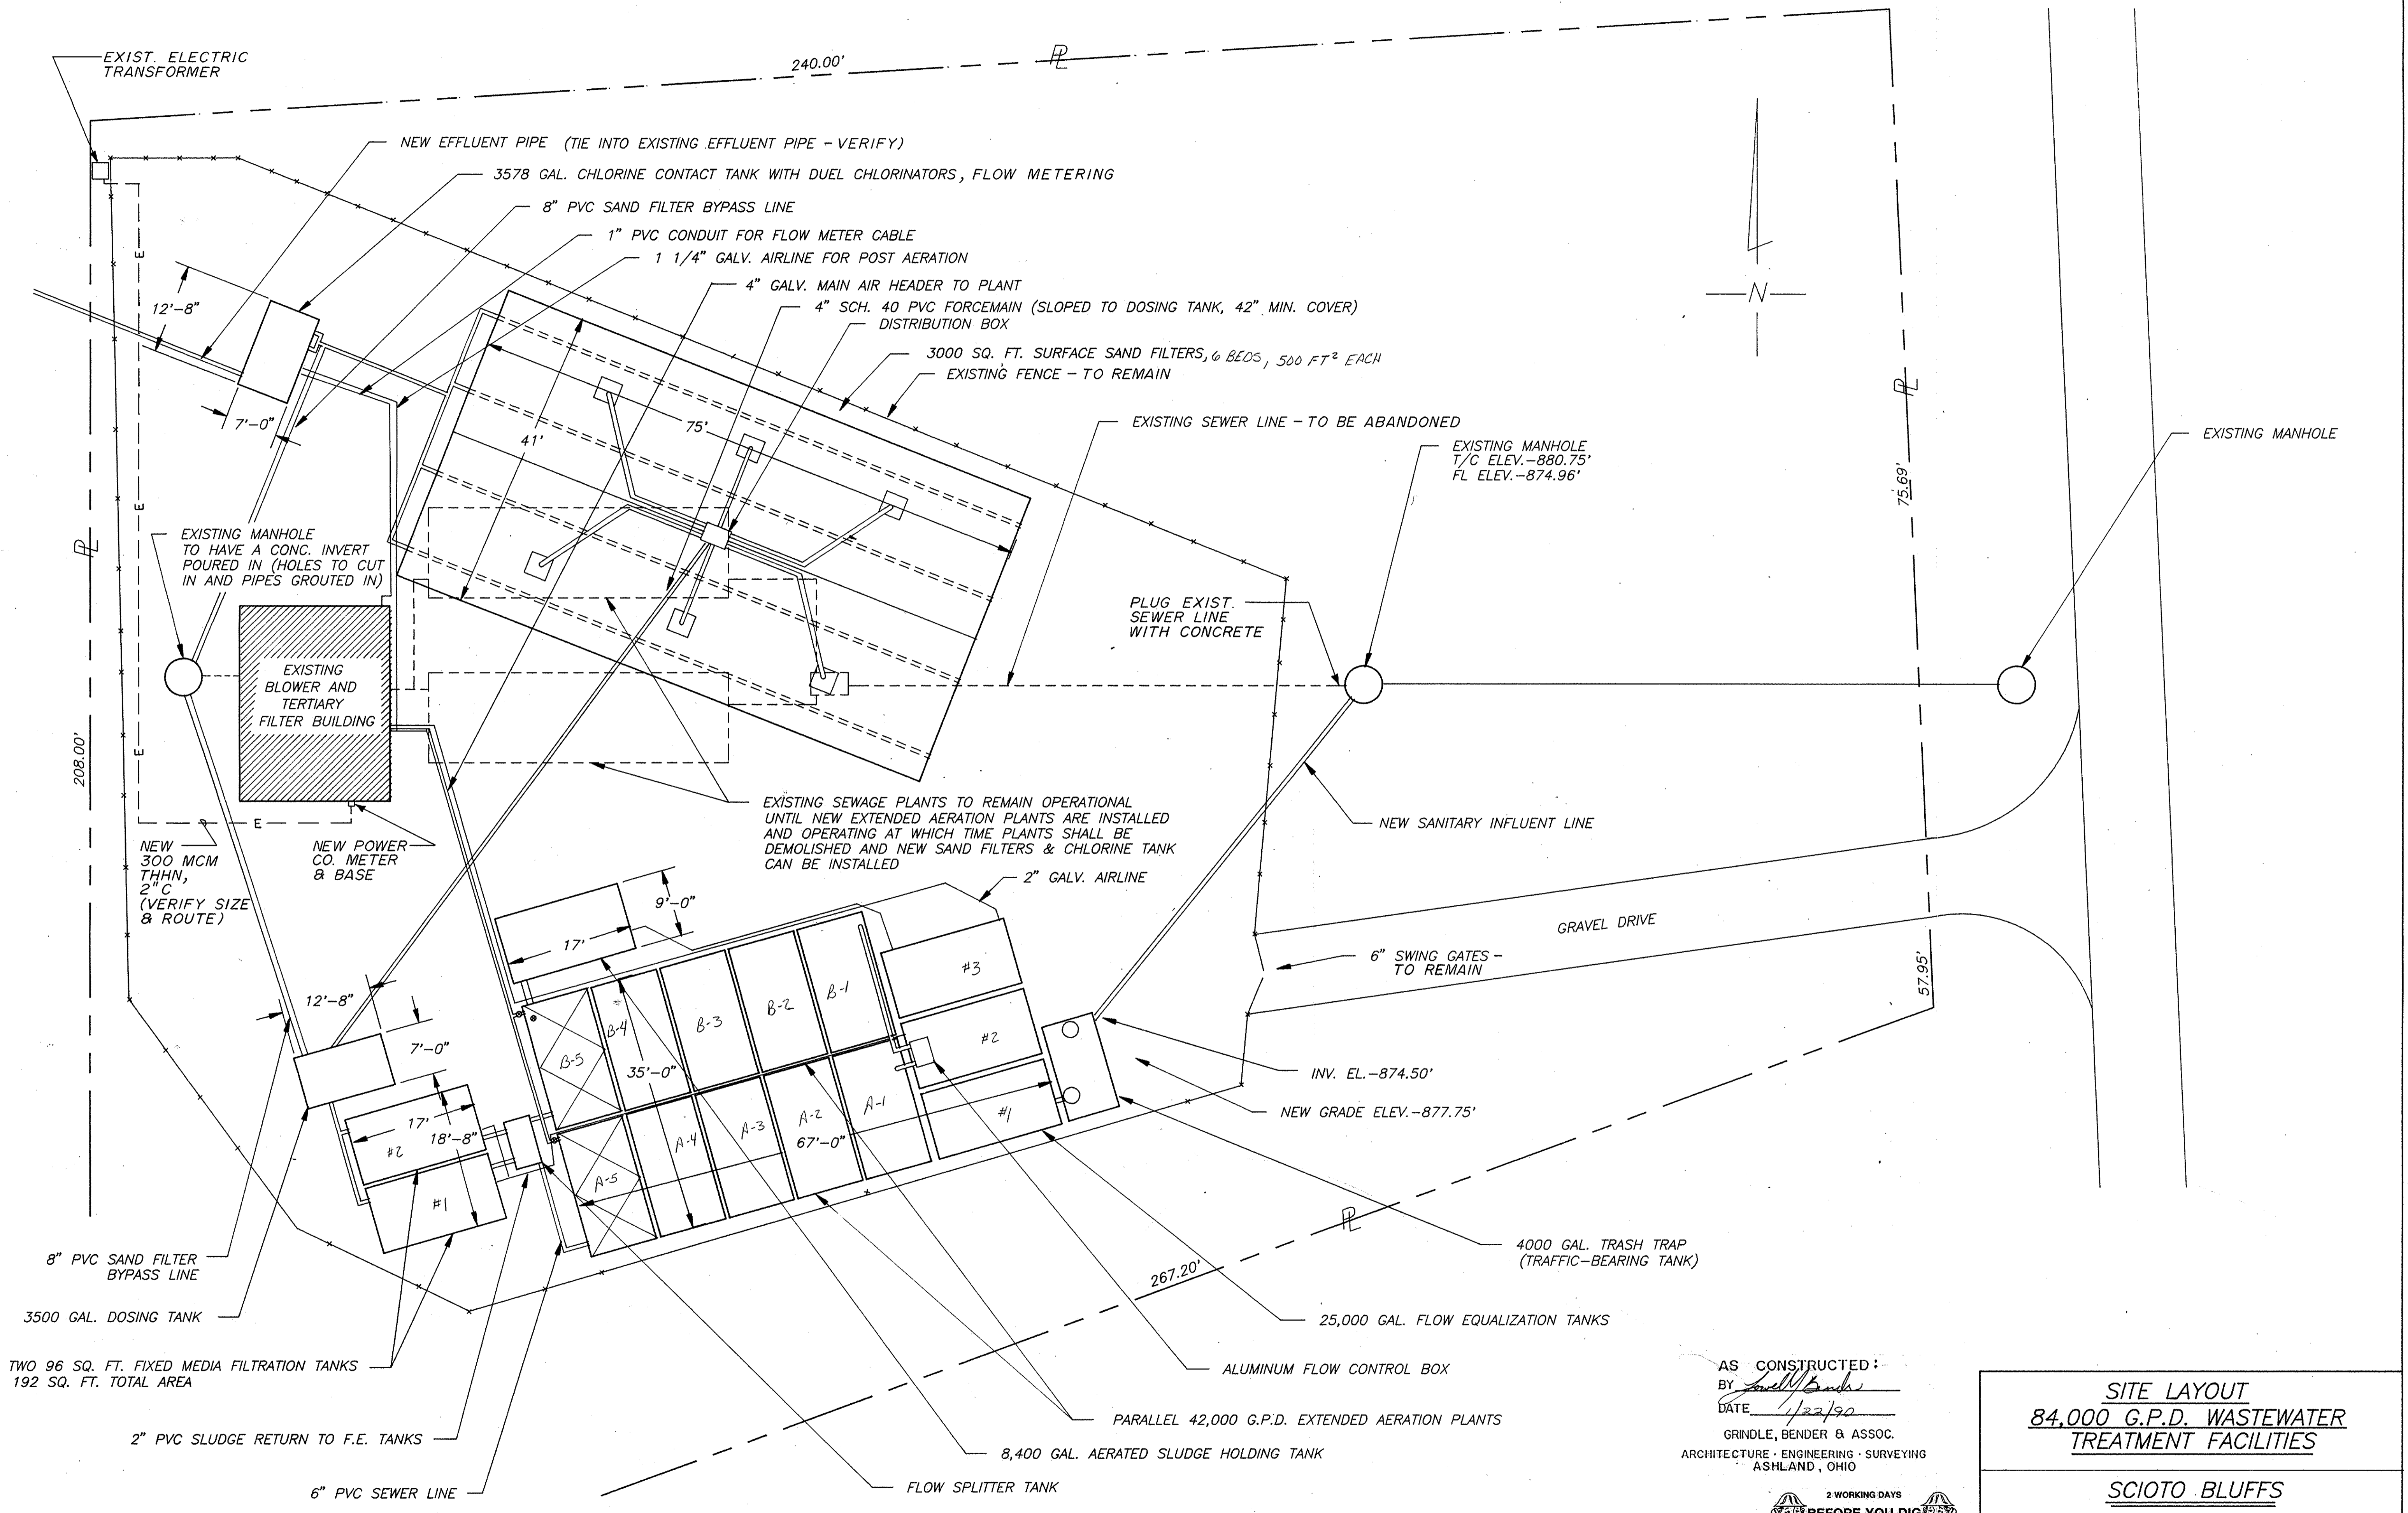 EXIST. ELECTRIC
TRANSFORMER
240.00'
PL
NEW EFFLUENT PIPE (TIE INTO EXISTING EFFLUENT PIPE - VERIFY)
3578 GAL. CHLORINE CONTACT TANK WITH DUEL CHLORINATORS, FLOW METERING
8" PVC SAND FILTER BYPASS LINE
1" PVC CONDUIT FOR FLOW METER CABLE
1 1/4" GALV. AIRLINE FOR POST AERATION
4" GALV. MAIN AIR HEADER TO PLANT
4" SCH. 40 PVC FORCEMAIN (SLOPED TO DOSING TANK, 42" MIN. COVER)
DISTRIBUTION BOX
3000 SQ. FT. SURFACE SAND FILTERS, 6 BEDS, 500 FT² EACH
EXISTING FENCE - TO REMAIN
EXISTING SEWER LINE - TO BE ABANDONED
EXISTING MANHOLE
T/C ELEV.-880.75'
FL ELEV.-874.96'
EXISTING MANHOLE
N
PL
75.69'
E
12'-8"
7'-0"
41'
75'
E
PL
EXISTING MANHOLE
TO HAVE A CONC. INVERT
POURED IN (HOLES TO CUT
IN AND PIPES GROUTED IN)
PLUG EXIST.
SEWER LINE
WITH CONCRETE
EXISTING
BLOWER AND
TERTIARY
FILTER BUILDING
208.00'
E
E
NEW
300 MCM
THHN,
2" C
(VERIFY SIZE
& ROUTE)
NEW POWER
CO. METER
& BASE
EXISTING SEWAGE PLANTS TO REMAIN OPERATIONAL
UNTIL NEW EXTENDED AERATION PLANTS ARE INSTALLED
AND OPERATING AT WHICH TIME PLANTS SHALL BE
DEMOLISHED AND NEW SAND FILTERS & CHLORINE TANK
CAN BE INSTALLED
NEW SANITARY INFLUENT LINE
2" GALV. AIRLINE
9'-0"
17'
GRAVEL DRIVE
6" SWING GATES -
TO REMAIN
57.95'
12'-8"
7'-0"
B-5
B-4
B-3
B-2
B-1
#3
#2
#1
35'-0"
INV. EL.-874.50'
NEW GRADE ELEV.-877.75'
17'
18'-8"
#2
#1
A-5
A-4
A-3
A-2
A-1
67'-0"
PL
267.20'
8" PVC SAND FILTER
BYPASS LINE
3500 GAL. DOSING TANK
TWO 96 SQ. FT. FIXED MEDIA FILTRATION TANKS
192 SQ. FT. TOTAL AREA
2" PVC SLUDGE RETURN TO F.E. TANKS
6" PVC SEWER LINE
4000 GAL. TRASH TRAP
(TRAFFIC-BEARING TANK)
25,000 GAL. FLOW EQUALIZATION TANKS
ALUMINUM FLOW CONTROL BOX
PARALLEL 42,000 G.P.D. EXTENDED AERATION PLANTS
8,400 GAL. AERATED SLUDGE HOLDING TANK
FLOW SPLITTER TANK
AS CONSTRUCTED:
BY
DATE 1/22/90
GRINDLE, BENDER & ASSOC.
ARCHITECTURE · ENGINEERING · SURVEYING
ASHLAND, OHIO
2 WORKING DAYS
BEFORE YOU DIG
SITE LAYOUT
84,000 G.P.D. WASTEWATER
TREATMENT FACILITIES
SCIOTO BLUFFS